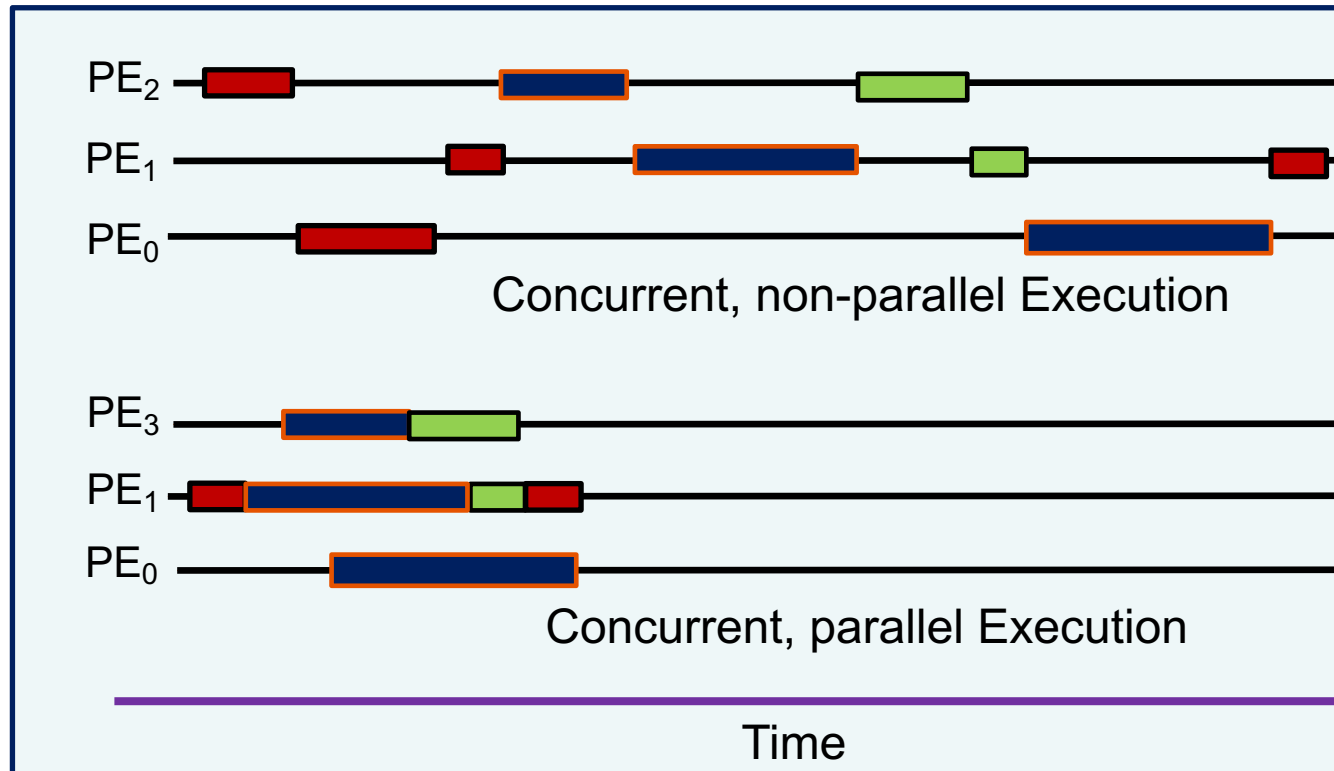 PE₂
PE₁
PE₀
Concurrent, non-parallel Execution
PE₃
PE₁
PE₀
Concurrent, parallel Execution
Time